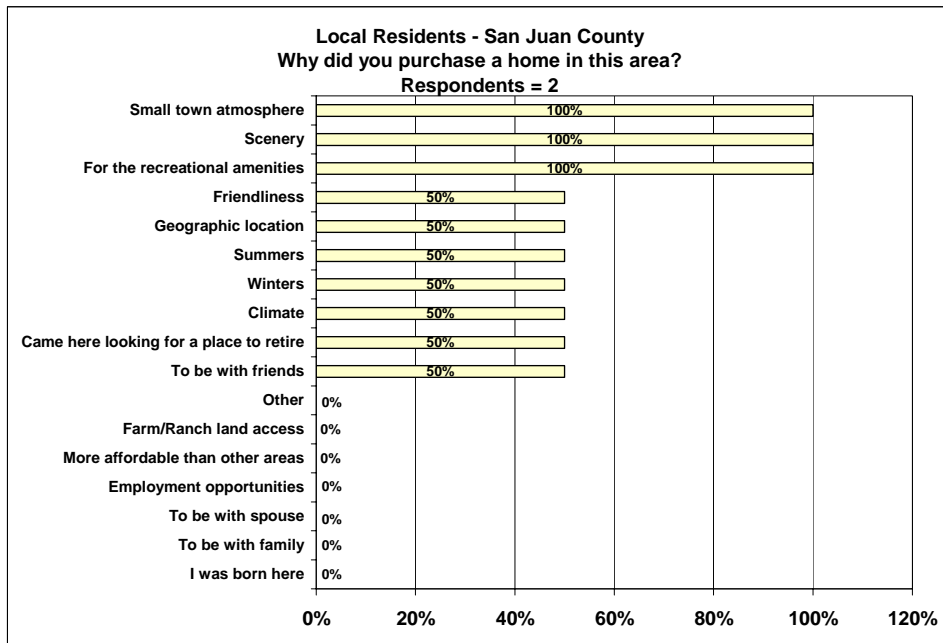 Local Residents - San Juan County
Why did you purchase a home in this area?
Respondents = 2
Small town atmosphere 100%
Scenery 100%
For the recreational amenities 100%
Friendliness 50%
Geographic location 50%
Summers 50%
Winters 50%
Climate 50%
Came here looking for a place to retire 50%
To be with friends 50%
Other 0%
Farm/Ranch land access 0%
More affordable than other areas 0%
Employment opportunities 0%
To be with spouse 0%
To be with family 0%
I was born here 0%
0% 20% 40% 60% 80% 100% 120%